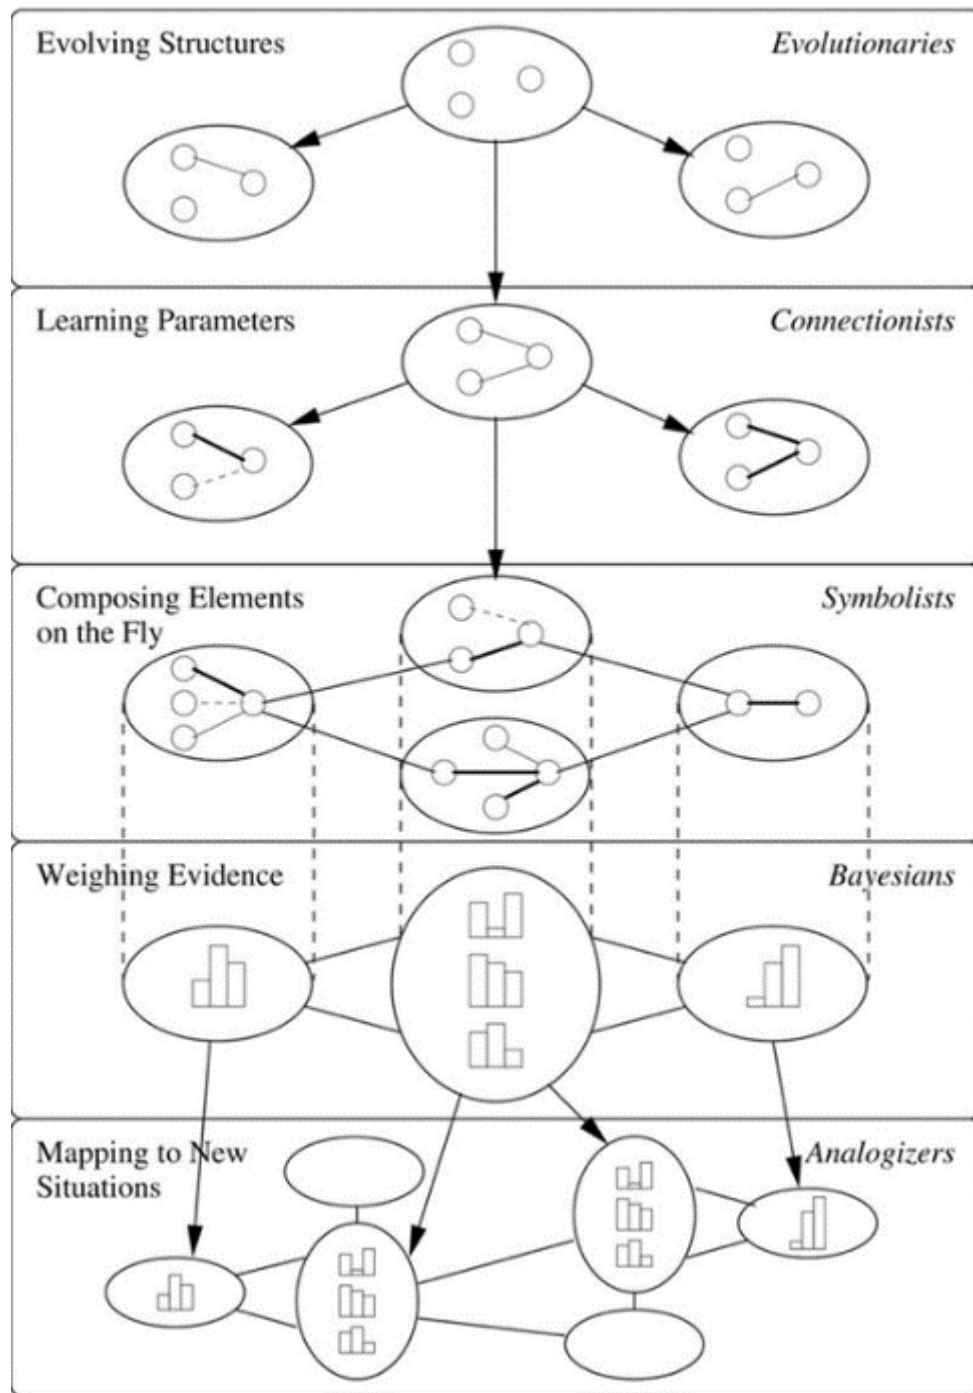 Evolving Structures
Evolutionaries
Learning Parameters
Connectionists
Composing Elements
on the Fly
Symbolists
Weighing Evidence
Bayesians
Mapping to New
Situations
Analogizers